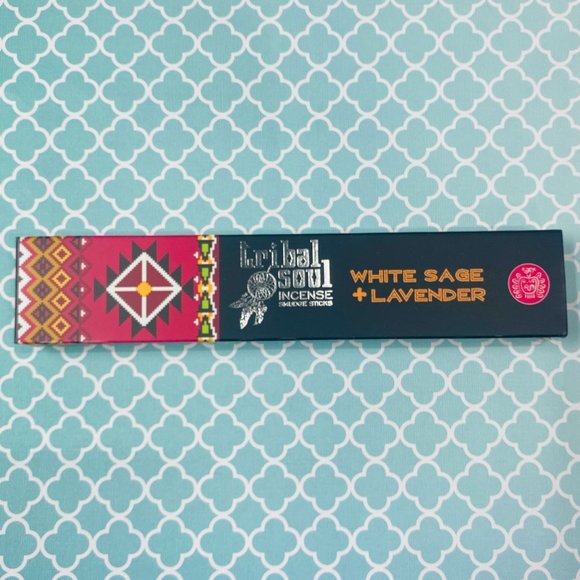 tribal
soul
INCENSE
SMUDGE STICKS
WHITE SAGE
+ LAVENDER